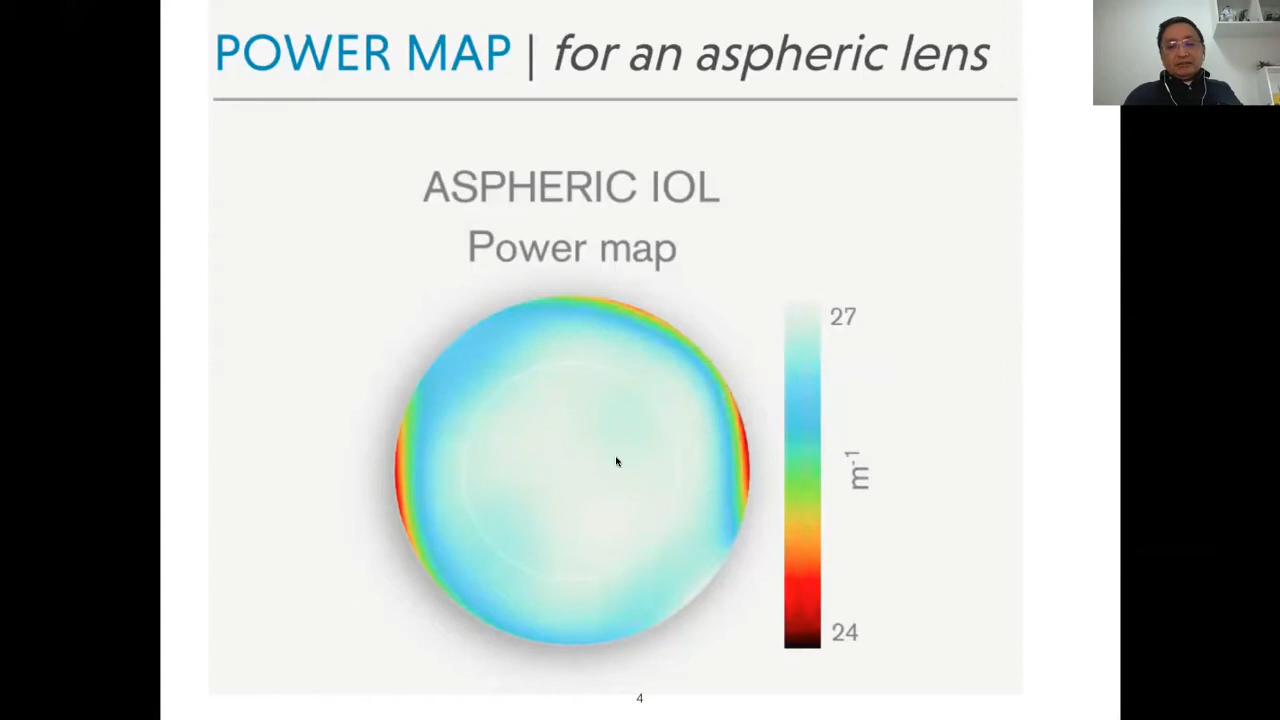 POWER MAP | for an aspheric lens
ASPHERIC IOL
Power map
27
m-1
24
4